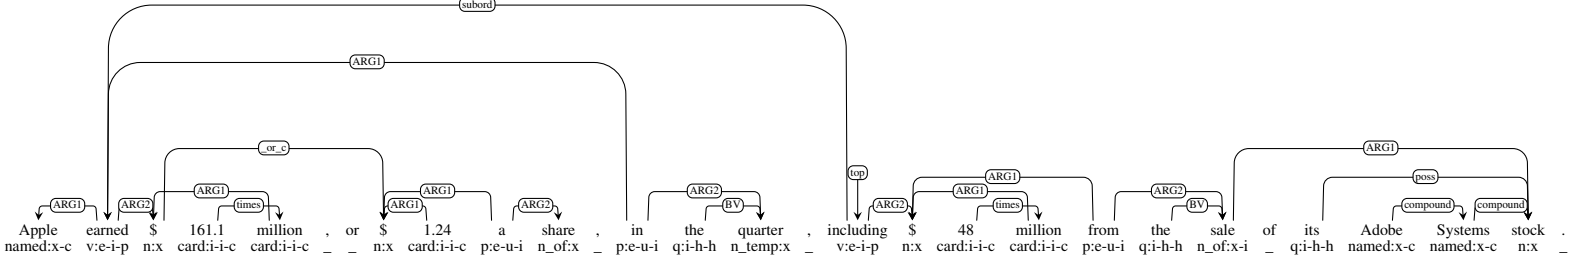 subord
ARG1
_or_c ARG1
top
ARG1 poss
ARG1 ARG1 ARG2 ARG1 ARG2
ARG1 ARG2 times ARG1 ARG2 BV ARG2 times BV compound compound
Apple earned $ 161.1 million , or $ 1.24 a share , in the quarter , including $ 48 million from the sale of its Adobe Systems stock .
named:x-c v:e-i-p n:x card:i-i-c card:i-i-c _ _ n:x card:i-i-c p:e-u-i n_of:x _ p:e-u-i q:i-h-h n_temp:x _ v:e-i-p n:x card:i-i-c card:i-i-c p:e-u-i q:i-h-h n_of:x-i _ q:i-h-h named:x-c named:x-c n:x _